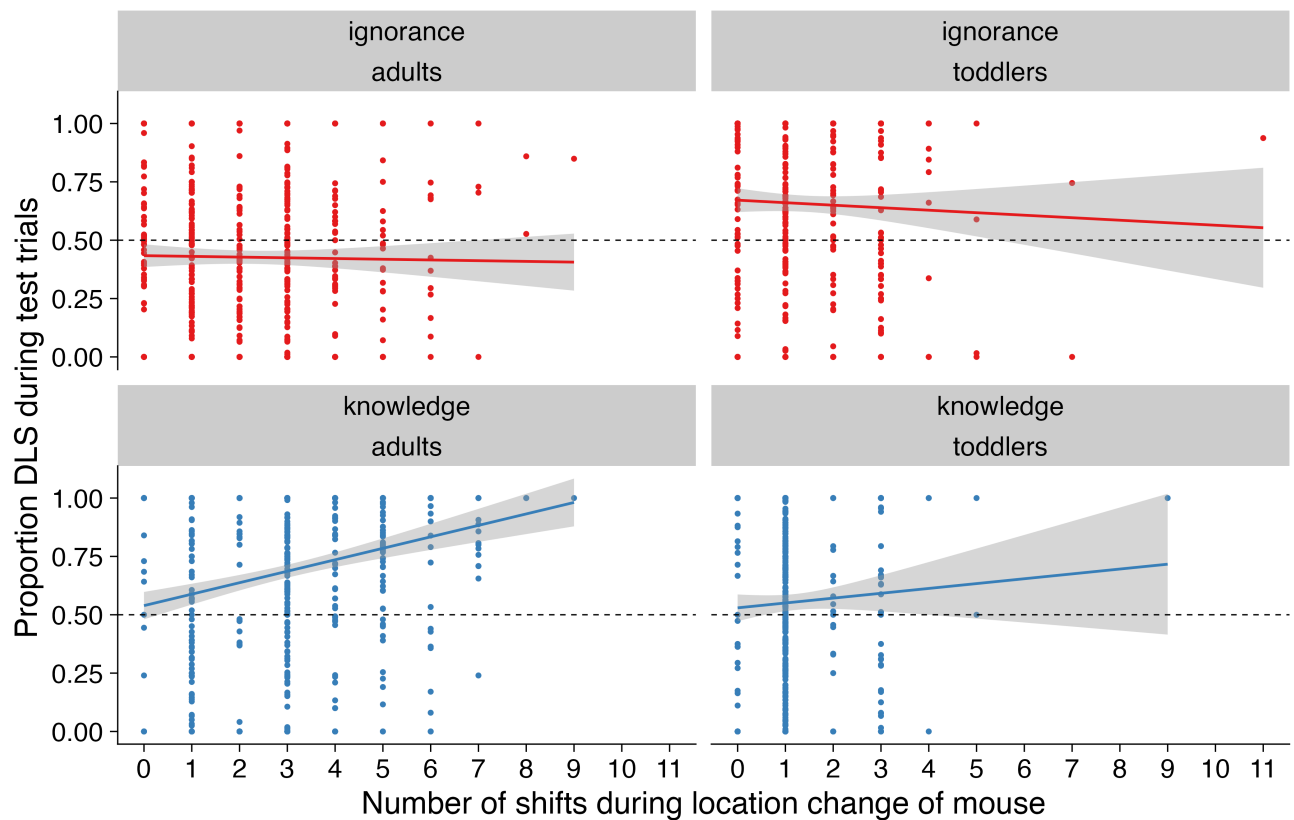 ignorance
adults
ignorance
toddlers
1.00
0.75
0.50
0.25
0.00
knowledge
adults
knowledge
toddlers
1.00
0.75
0.50
0.25
0.00
0 1 2 3 4 5 6 7 8 9 10 11
0 1 2 3 4 5 6 7 8 9 10 11
Number of shifts during location change of mouse
Proportion DLS during test trials